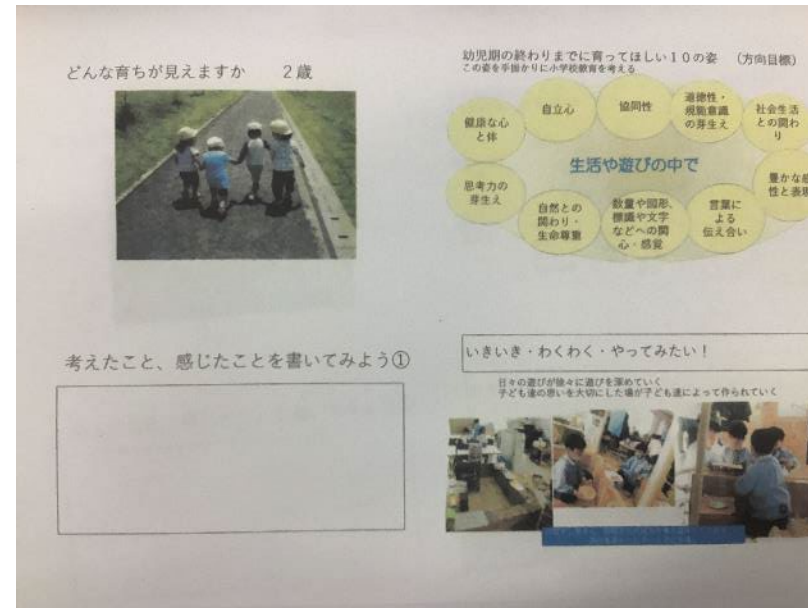 どんな育ちが見えますか　２歳
考えたこと、感じたことを書いてみよう①
幼児期の終わりまでに育ってほしい１０の姿　（方向目標）
この姿を手掛かりに小学校教育を考える
健康な心
と体
自立心
協同性
道徳性・
規範意識
の芽生え
社会生活
との関わ
り
思考力の
芽生え
生活や遊びの中で
豊かな感
性と表現
自然との
関わり・
生命尊重
数量や図形、
標識や文字
などへの関
心・感覚
言葉に
よる
伝え合い
いきいき・わくわく・やってみたい！
日々の遊びが徐々に遊びを深めていく
子ども達の思いを大切にした場が子ども達によって作られていく